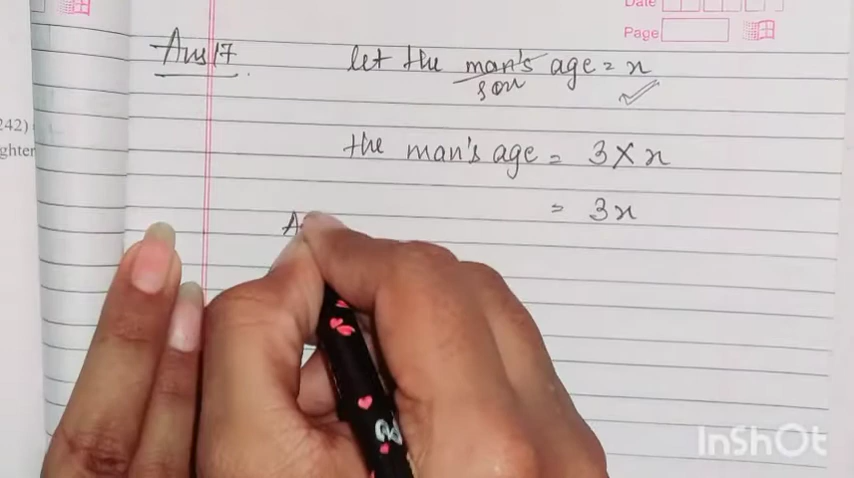 Date
Page
242)
ghter
Ans 17
let the man's age = x
son
the man's age = 3 × x
= 3x
A
InShOt